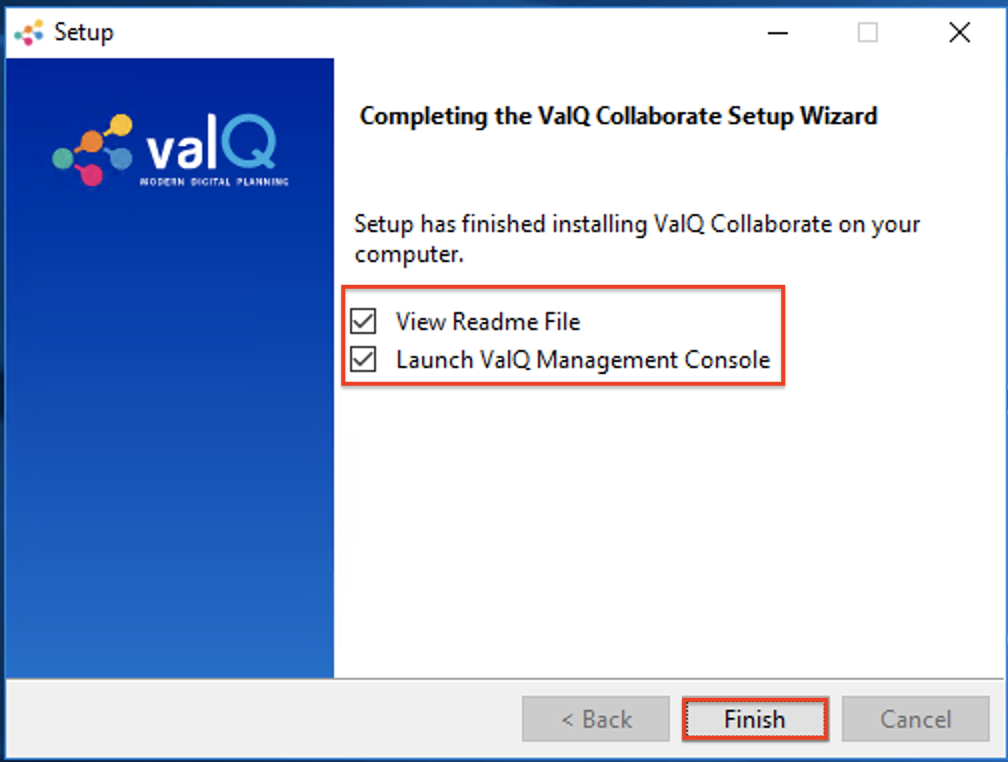 Setup
valQ
MODERN DIGITAL PLANNING
Completing the ValQ Collaborate Setup Wizard
Setup has finished installing ValQ Collaborate on your
computer.
View Readme File
Launch ValQ Management Console
< Back
Finish
Cancel